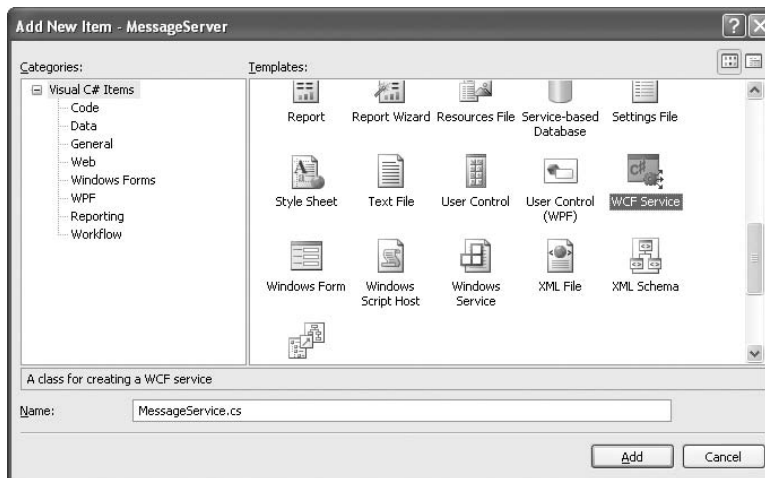 Add New Item - MessageServer
Categories:
Templates:
Visual C# Items
Code
Data
General
Web
Windows Forms
WPF
Reporting
Workflow
Report
Report Wizard
Resources File
Service-based
Database
Settings File
Style Sheet
Text File
User Control
User Control
(WPF)
WCF Service
Windows Form
Windows
Script Host
Windows
Service
XML File
XML Schema
A class for creating a WCF service
Name:
MessageService.cs
Add
Cancel